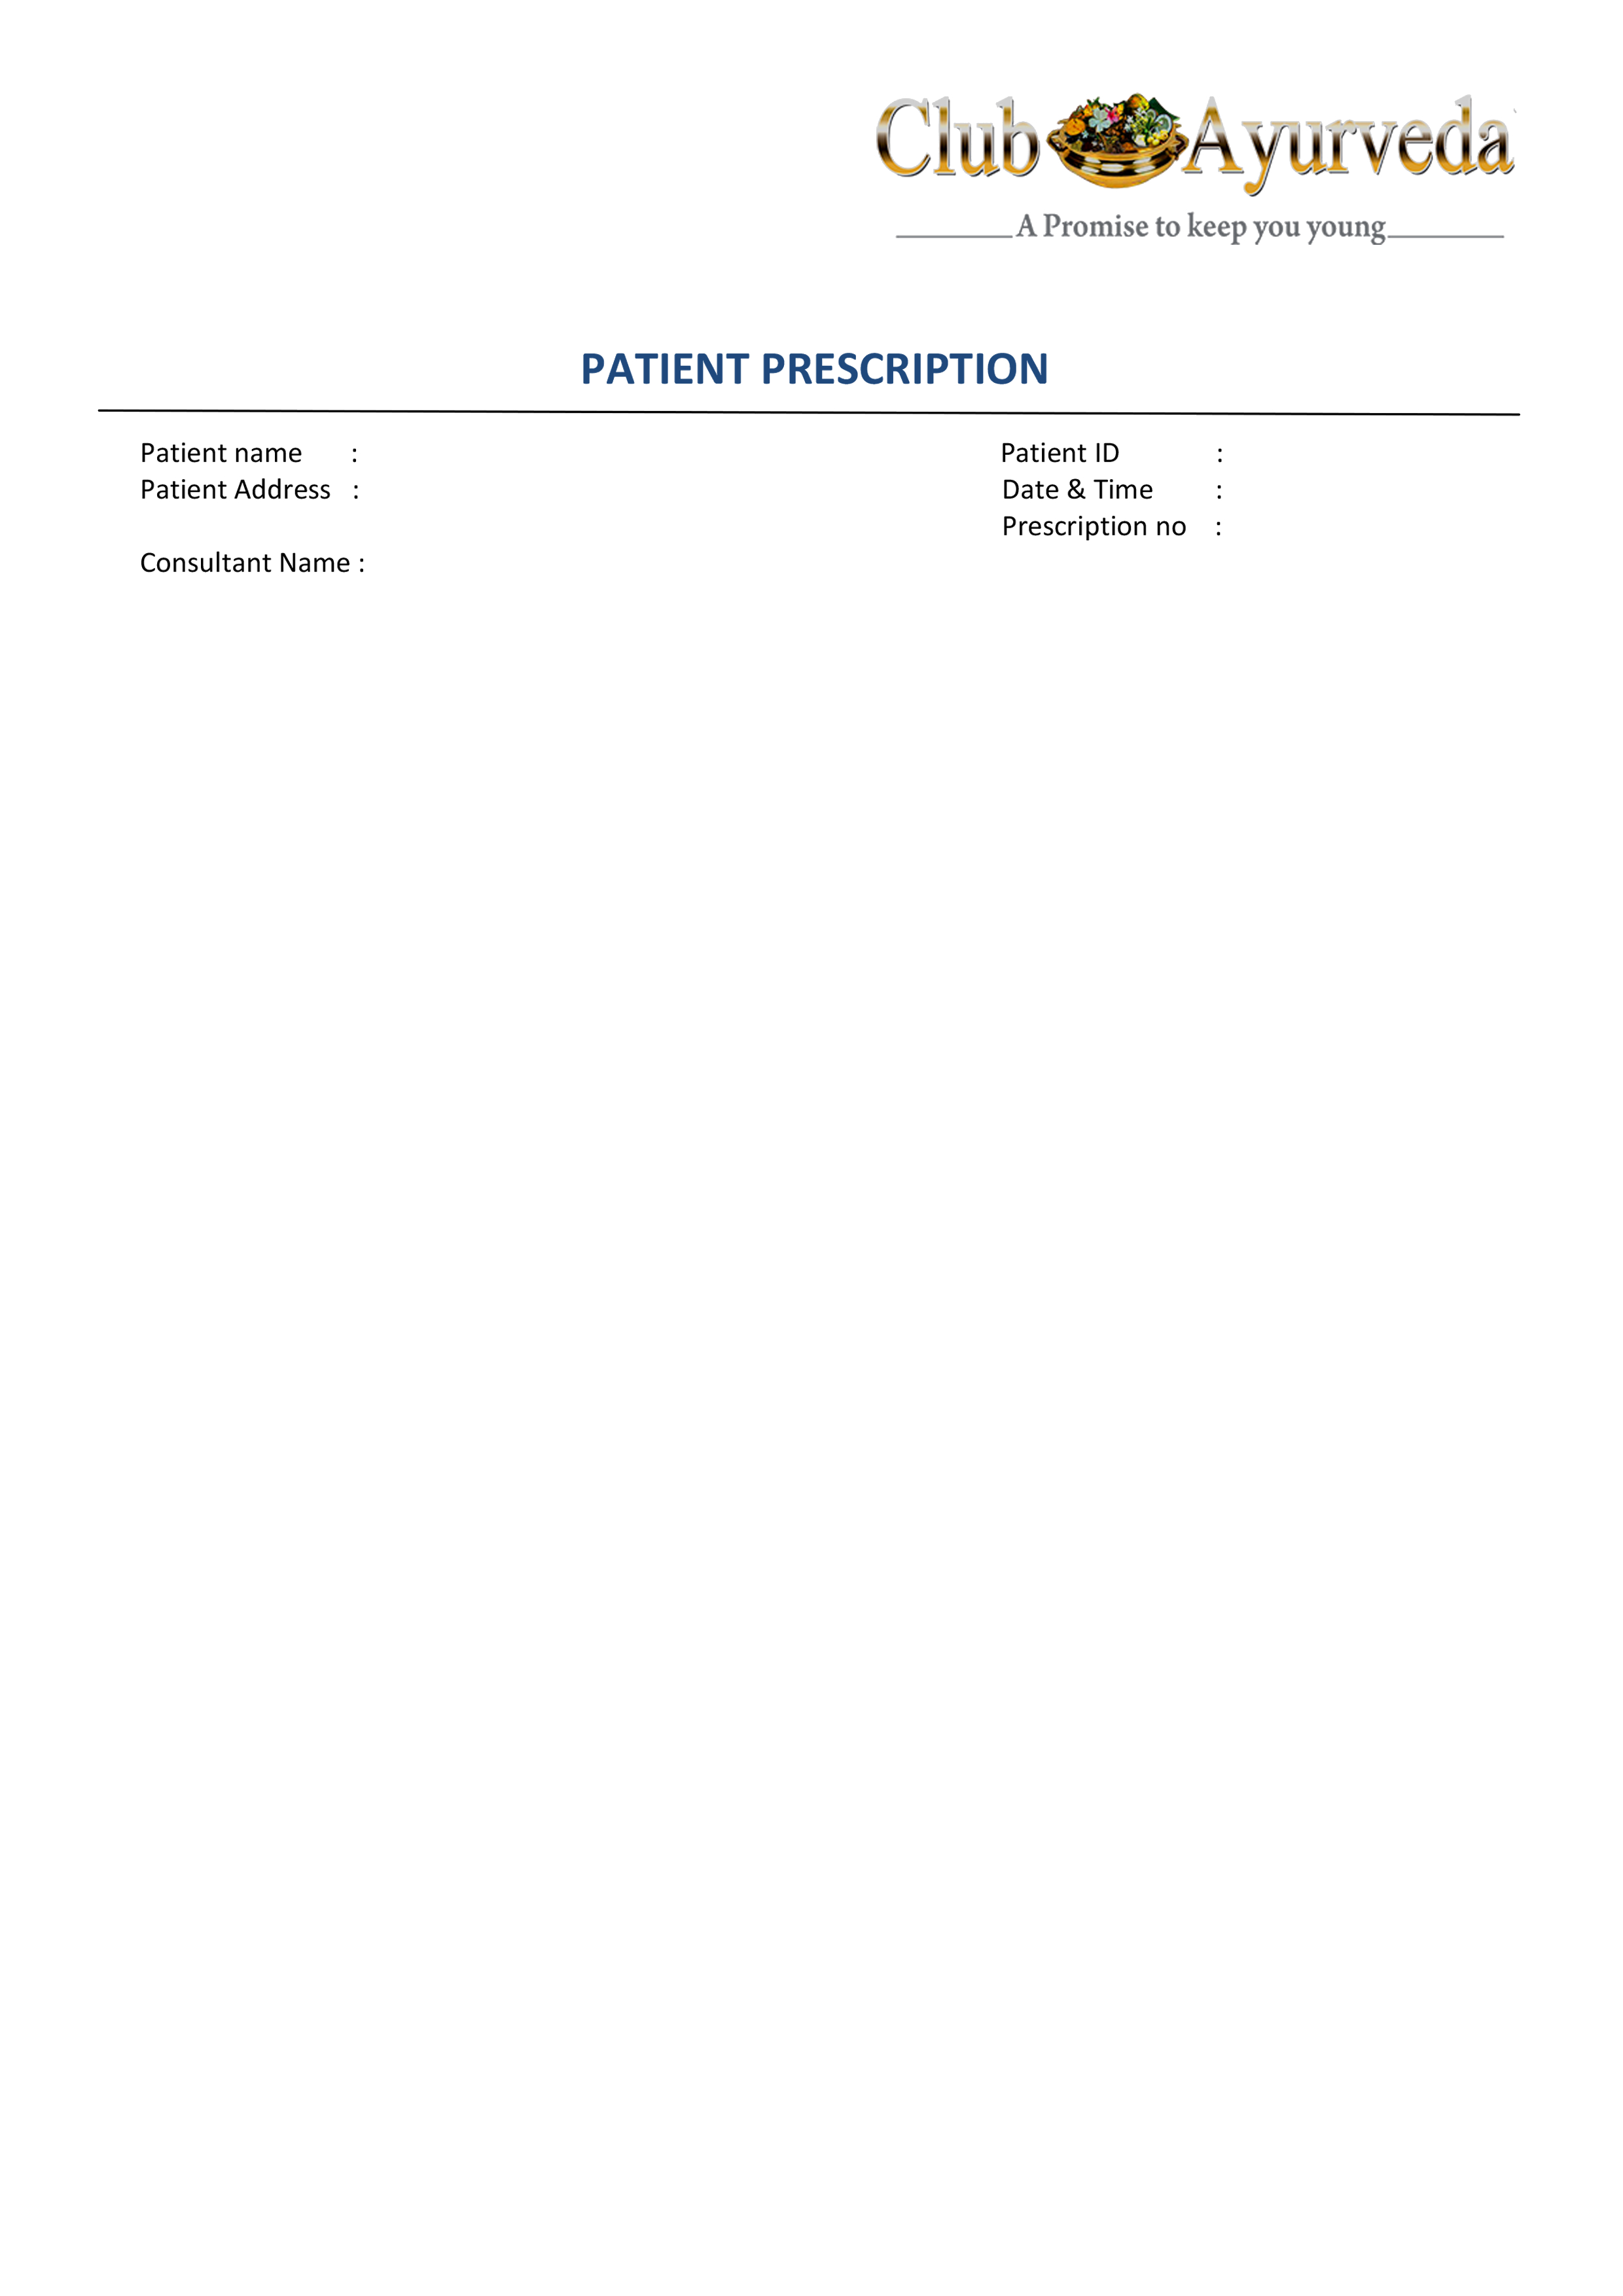 Club Ayurveda
A Promise to keep you young
PATIENT PRESCRIPTION
Patient name : Patient ID :
Patient Address : Date & Time :
Prescription no :
Consultant Name :